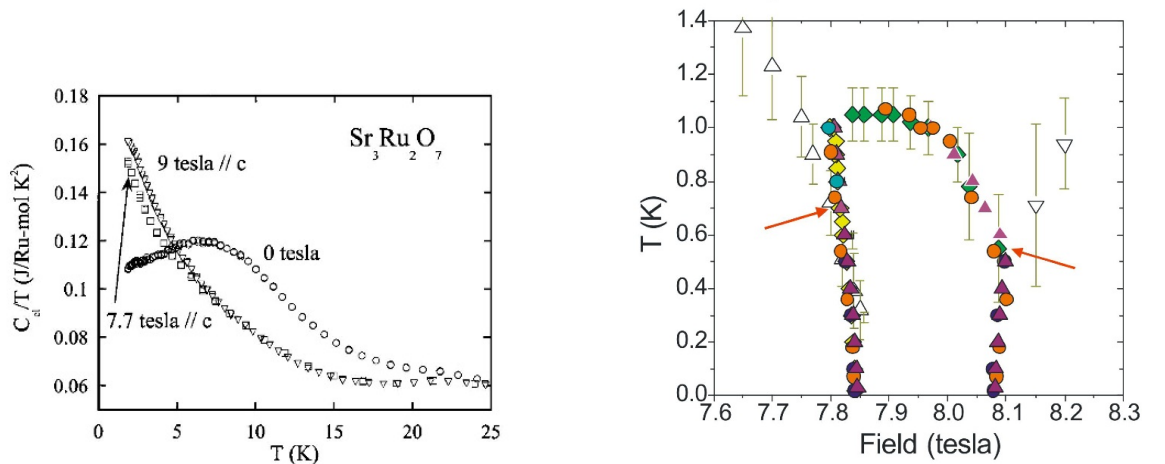 0.18
0.16
0.14
0.12
0.1
0.08
0.06
C_el/T (J/Ru-mol K²)
Sr₃Ru₂O₇
9 tesla // c
0 tesla
7.7 tesla // c
0 5 10 15 20 25
T (K)
1.4
1.2
1.0
0.8
0.6
0.4
0.2
0.0
T (K)
7.6 7.7 7.8 7.9 8.0 8.1 8.2 8.3
Field (tesla)